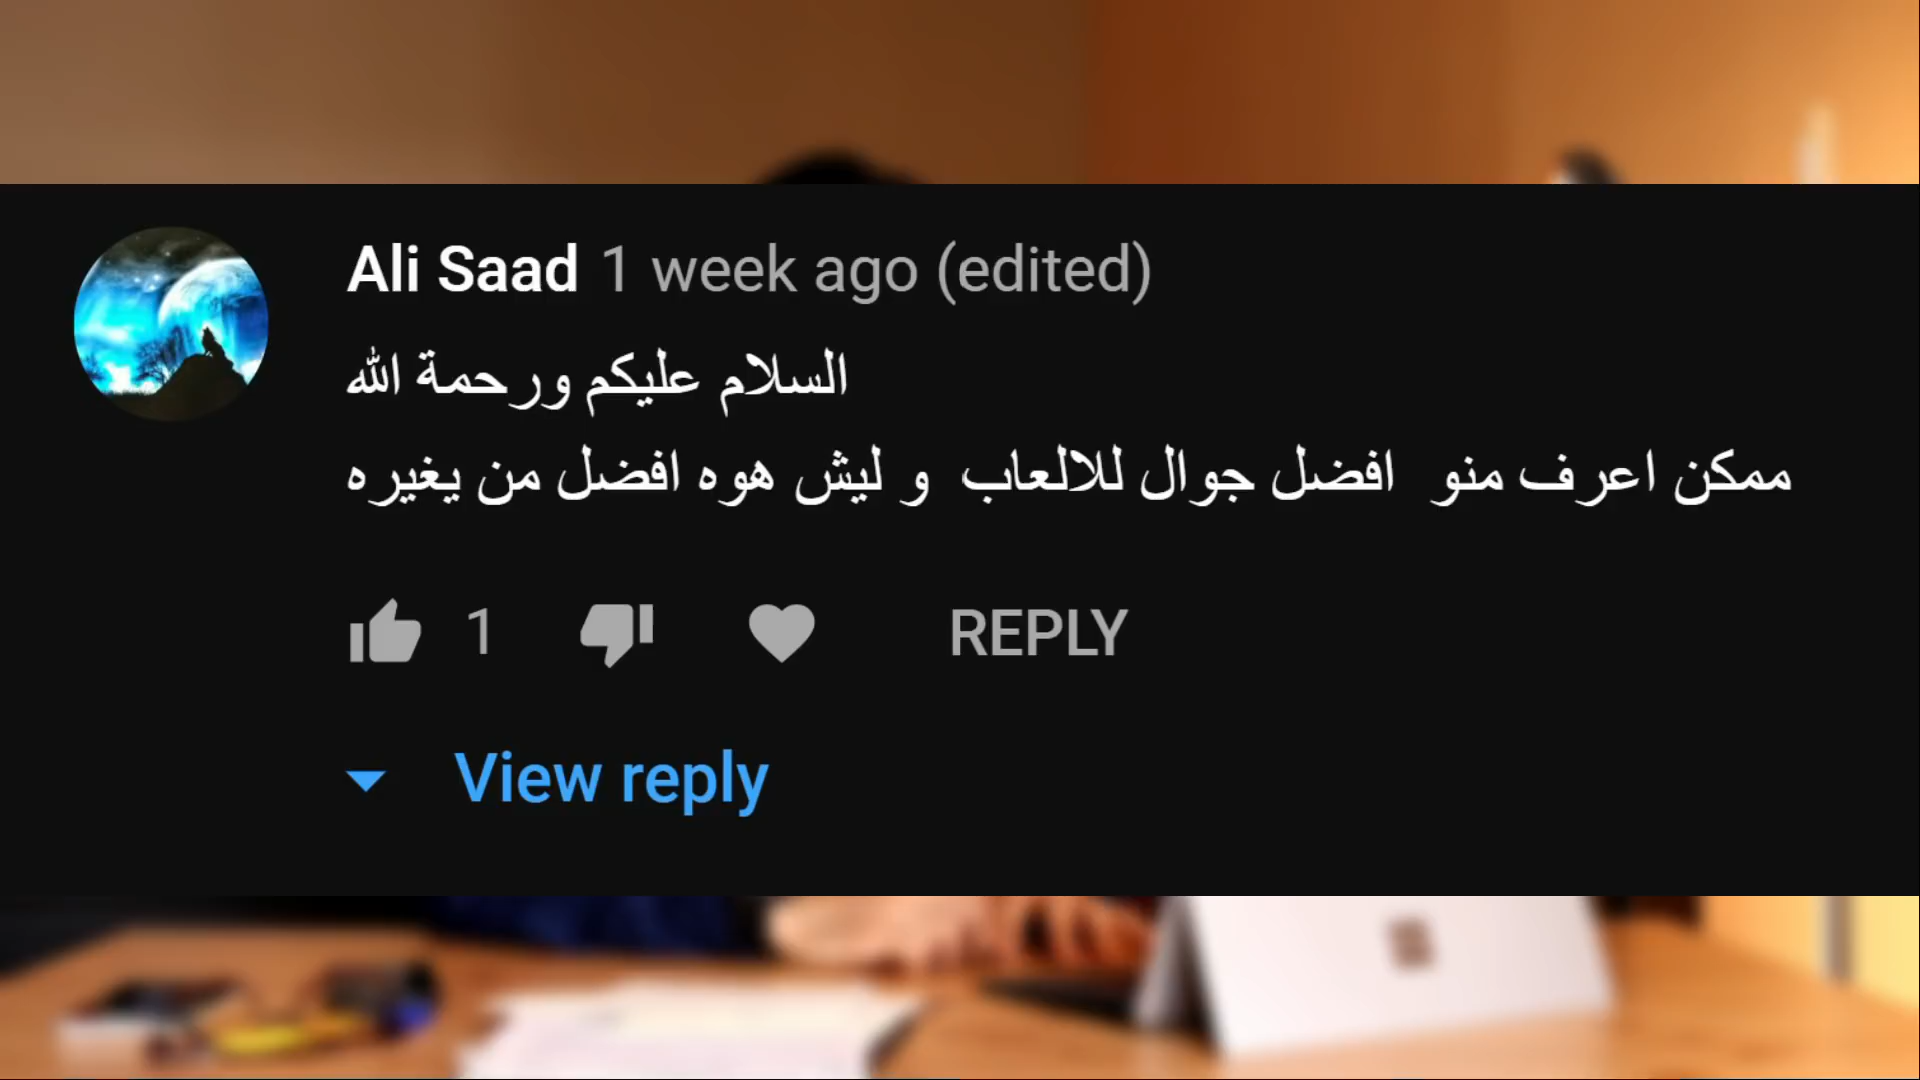 Ali Saad 1 week ago (edited)
السلام عليكم ورحمة الله
ممكن اعرف منو افضل جوال للالعاب و ليش هوه افضل من يغيره
1 REPLY
View reply